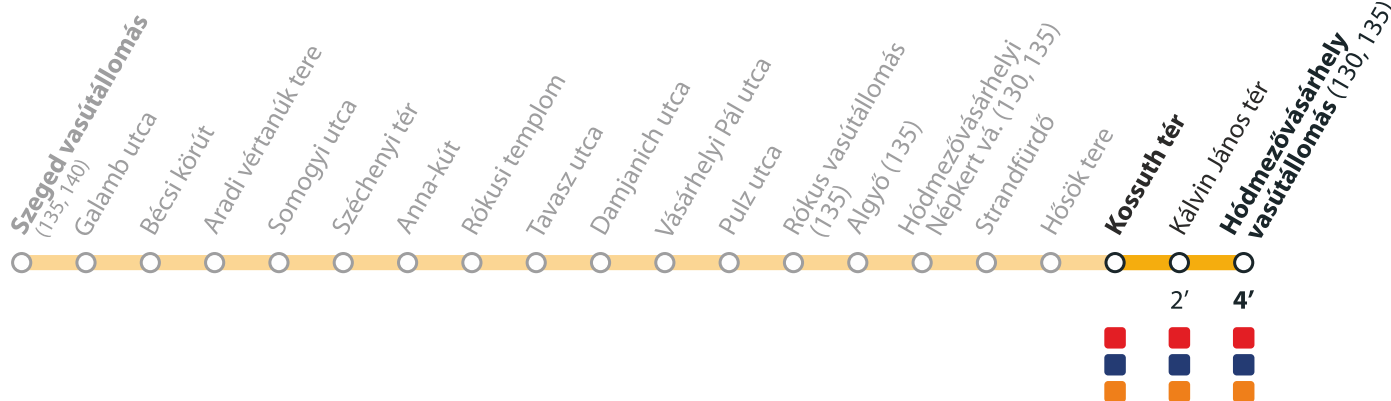 Szeged vasútállomás
(135, 140)
Galamb utca
Bécsi körút
Aradi vértanúk tere
Somogyi utca
Széchenyi tér
Anna-kút
Rókusi templom
Tavasz utca
Damjanich utca
Vásárhelyi Pál utca
Pulz utca
Rókus vasútállomás
(135)
Algyő (135)
Hódmezővásárhelyi
Népkert vá. (130, 135)
Strandfürdő
Hősök tere
Kossuth tér
Kálvin János tér
Hódmezővásárhely
vasútállomás (130, 135)
2’
4’